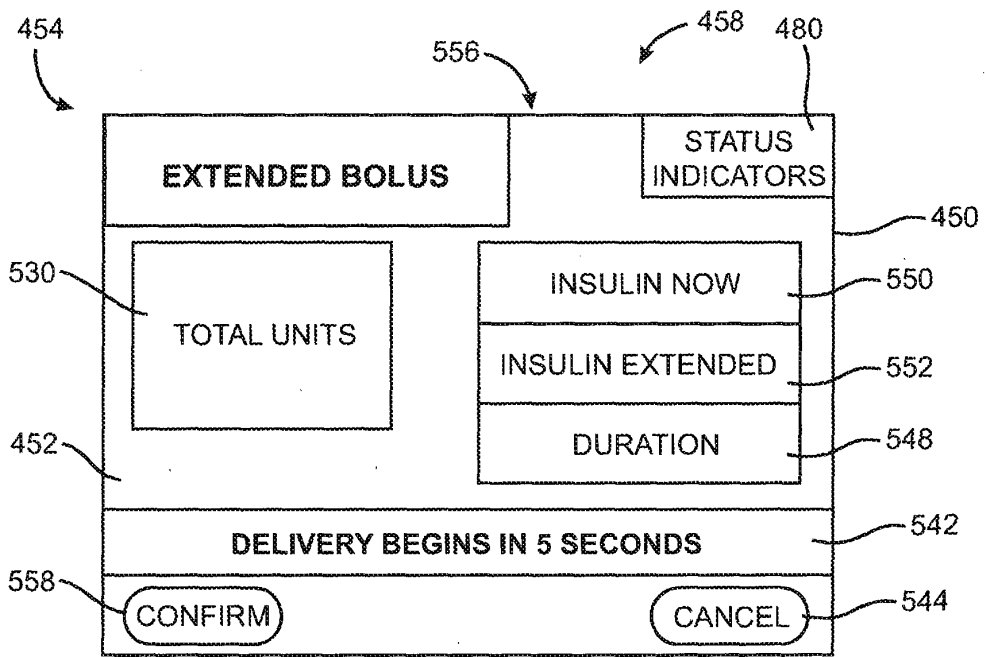 454
556
458
480
EXTENDED BOLUS
STATUS
INDICATORS
450
530
TOTAL UNITS
INSULIN NOW
550
INSULIN EXTENDED
552
452
DURATION
548
DELIVERY BEGINS IN 5 SECONDS
542
558
CONFIRM
CANCEL
544